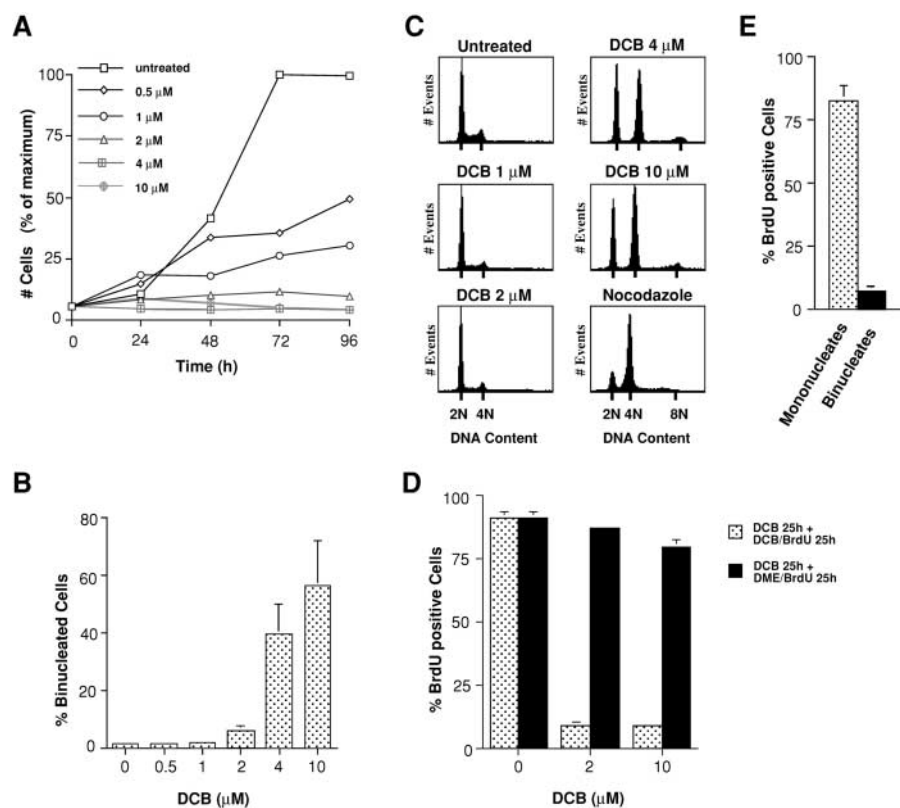 A
# Cells (% of maximum)
100
75
50
25
0
untreated
0.5 μM
1 μM
2 μM
4 μM
10 μM
0 24 48 72 96
Time (h)
C
Untreated
# Events
DCB 1 μM
# Events
DCB 2 μM
# Events
2N 4N
DNA Content
DCB 4 μM
# Events
DCB 10 μM
# Events
Nocodazole
# Events
2N 4N 8N
DNA Content
E
% BrdU positive Cells
100
75
50
25
0
Mononucleates
Binucleates
B
% Binucleated Cells
80
60
40
20
0
0 0.5 1 2 4 10
DCB (μM)
D
% BrdU positive Cells
100
75
50
25
0
0 2 10
DCB (μM)
DCB 25h +
DCB/BrdU 25h
DCB 25h +
DME/BrdU 25h